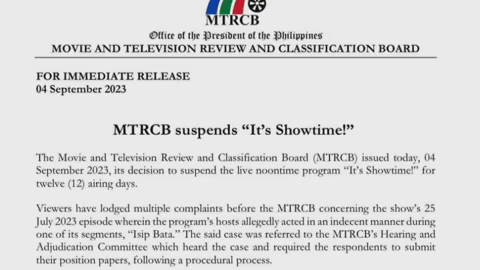 MTRCB
Office of the President of the Philippines
MOVIE AND TELEVISION REVIEW AND CLASSIFICATION BOARD
FOR IMMEDIATE RELEASE
04 September 2023
MTRCB suspends “It’s Showtime!”
The Movie and Television Review and Classification Board (MTRCB) issued today, 04
September 2023, its decision to suspend the live noontime program “It’s Showtime!” for
twelve (12) airing days.
Viewers have lodged multiple complaints before the MTRCB concerning the show’s 25
July 2023 episode wherein the program’s hosts allegedly acted in an indecent manner during
one of its segments, “Isip Bata.” The said case was referred to the MTRCB’s Hearing and
Adjudication Committee which heard the case and required the respondents to submit
their position papers, following a procedural process.